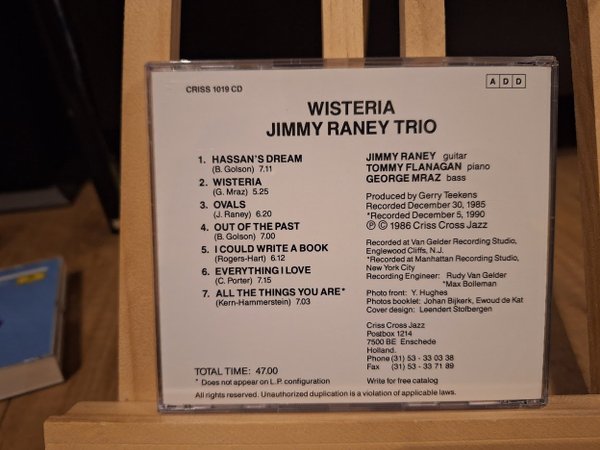 CRISS 1019 CD
A D D
WISTERIA
JIMMY RANEY TRIO
1. HASSAN'S DREAM
(B. Golson) 7.11
2. WISTERIA
(G. Mraz) 5.25
3. OVALS
(J. Raney) 6.20
4. OUT OF THE PAST
(B. Golson) 7.00
5. I COULD WRITE A BOOK
(Rogers-Hart) 6.12
6. EVERYTHING I LOVE
(C. Porter) 7.15
7. ALL THE THINGS YOU ARE*
(Kern-Hammerstein) 7.03
TOTAL TIME: 47.00
* Does not appear on L.P. configuration
JIMMY RANEY guitar
TOMMY FLANAGAN piano
GEORGE MRAZ bass
Produced by Gerry Teekens
Recorded December 30, 1985
*Recorded December 5, 1990
Ⓟ © 1986 Criss Cross Jazz
Recorded at Van Gelder Recording Studio,
Englewood Cliffs, N.J.
*Recorded at Manhattan Recording Studio,
New York City
Recording Engineer: Rudy Van Gelder
*Max Bolleman
Photo front: Y. Hughes
Photos booklet: Johan Bijkerk, Ewoud de Kat
Cover design: Leendert Stofbergen
Criss Cross Jazz
Postbox 1214
7500 BE Enschede
Holland.
Phone (31) 53 - 33 03 38
Fax (31) 53 - 33 71 89
Write for free catalog
All rights reserved. Unauthorized duplication is a violation of applicable laws.